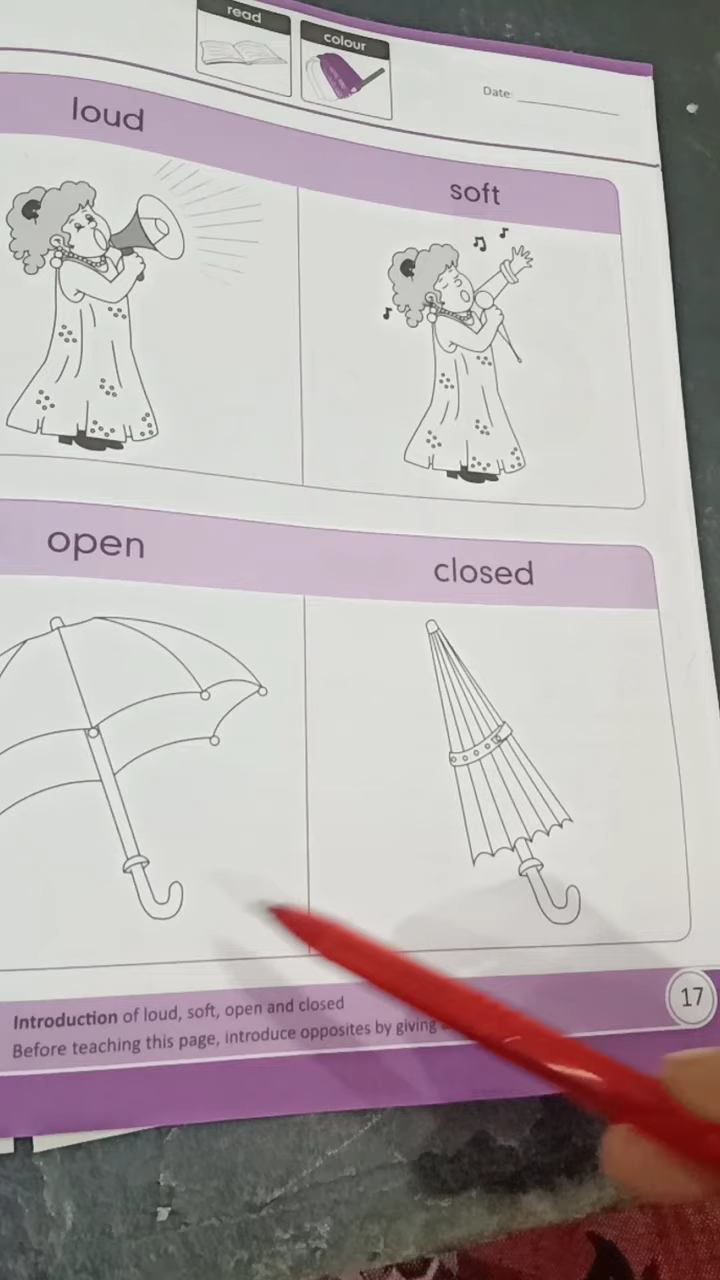 read
colour
Date:
loud
soft
open
closed
Introduction of loud, soft, open and closed
Before teaching this page, introduce opposites by giving
17